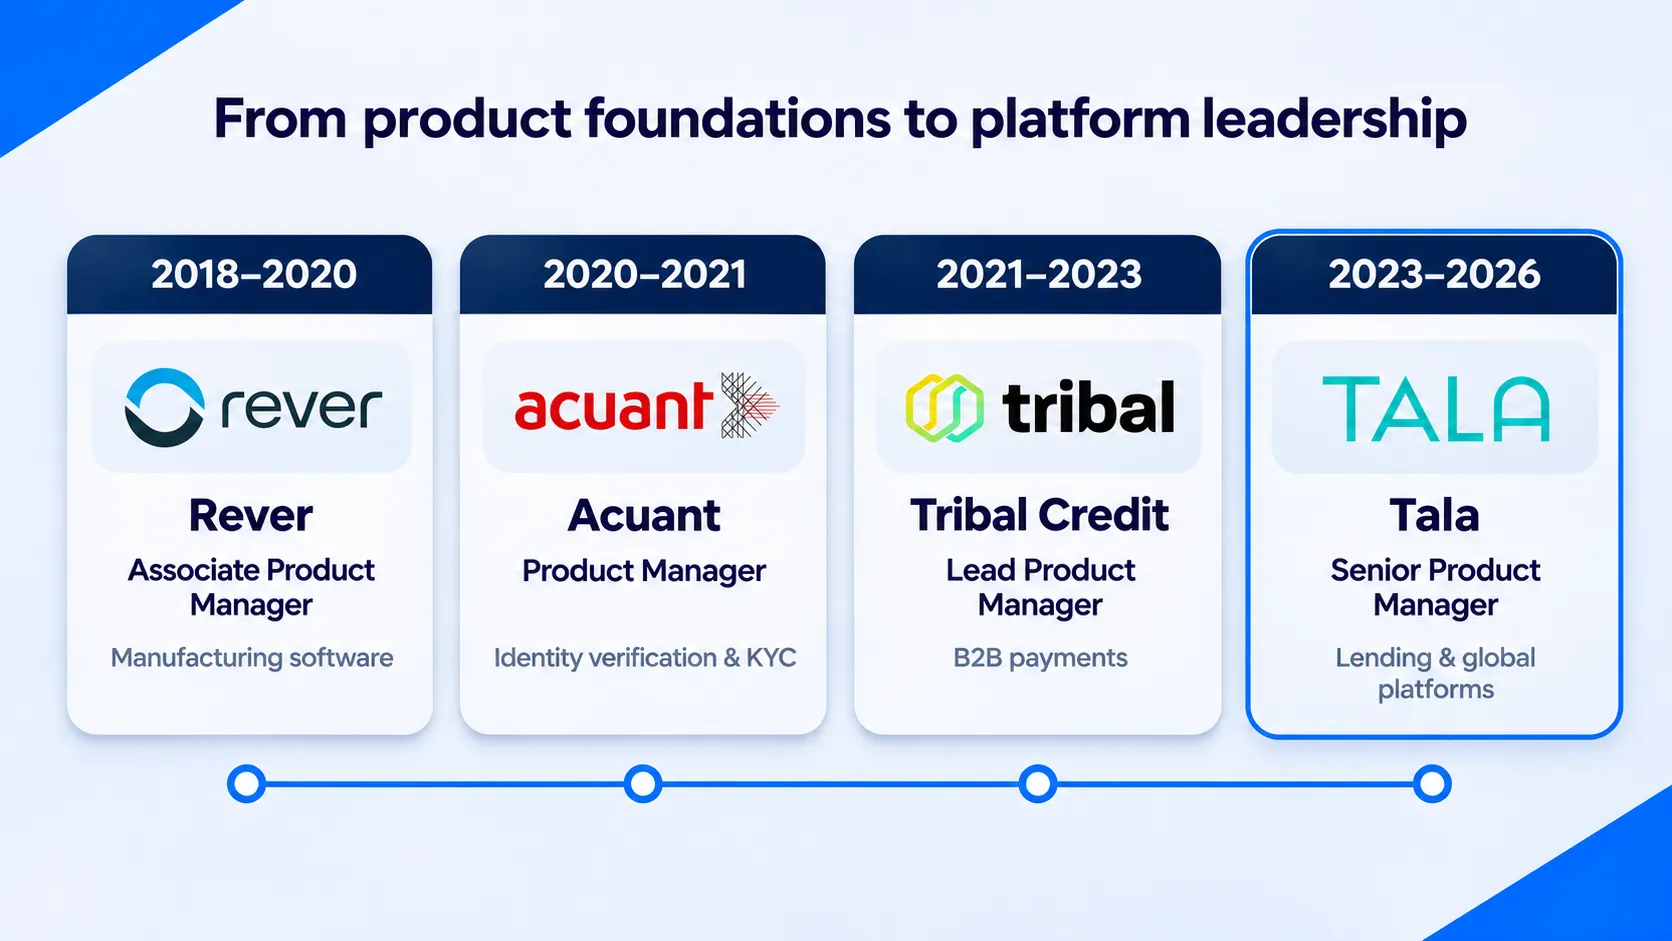 From product foundations to platform leadership
2018–2020
rever
Rever
Associate Product
Manager
Manufacturing software
2020–2021
acuant
Acuant
Product Manager
Identity verification & KYC
2021–2023
tribal
Tribal Credit
Lead Product
Manager
B2B payments
2023–2026
TALA
Tala
Senior Product
Manager
Lending & global
platforms